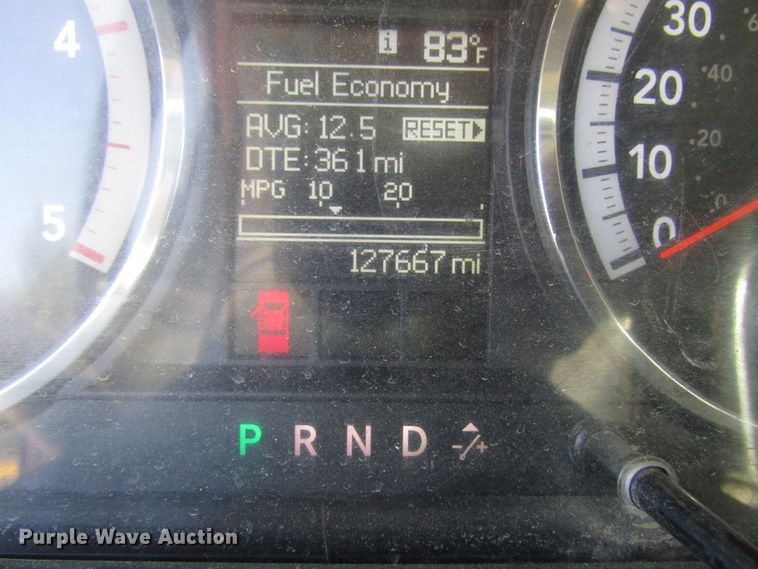 4
5
i 83°F
Fuel Economy
AVG: 12.5 RESET
DTE: 361 mi
MPG 10 20
127667 mi
30
20
10
0
40
20
0
P R N D -/+
Purple Wave Auction